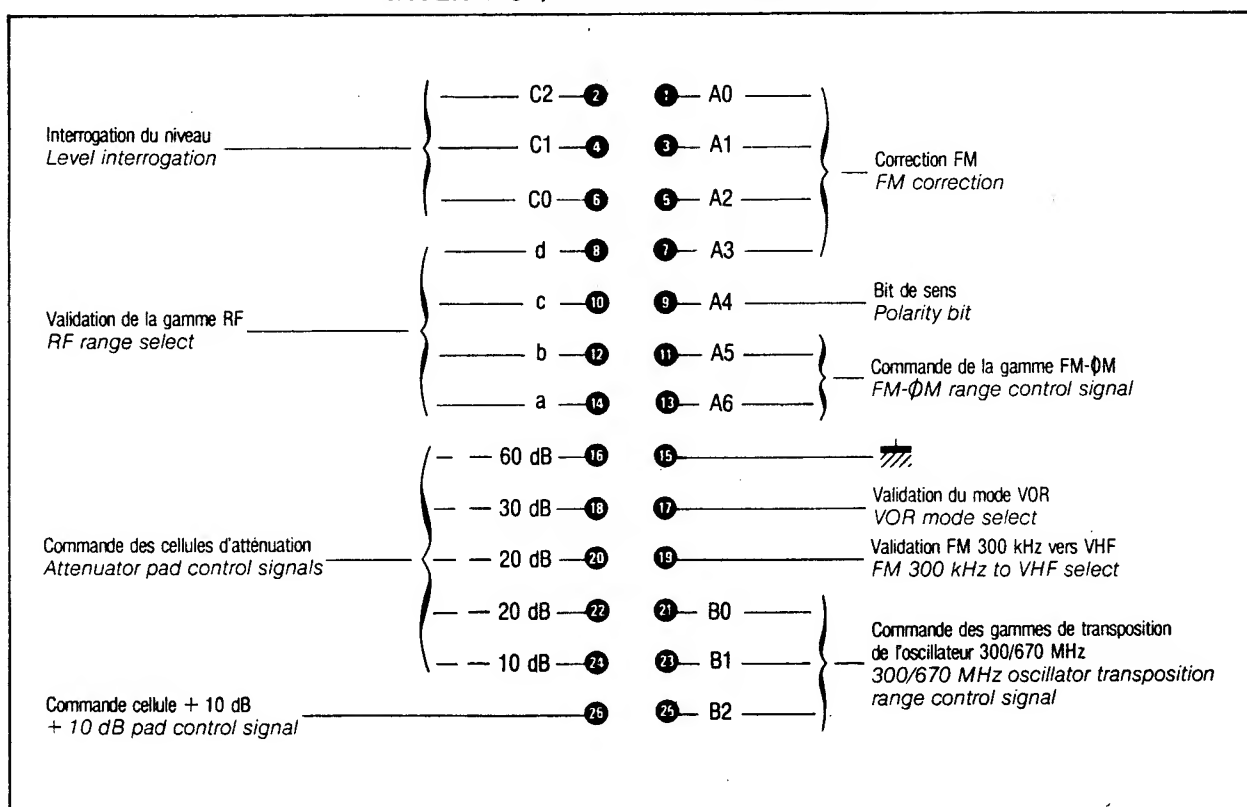 C2 2 1 A0
Interrogation du niveau
Level interrogation
C1 4 3 A1
Correction FM
FM correction
C0 6 5 A2
d 8 7 A3
c 10 9 A4
Bit de sens
Polarity bit
Validation de la gamme RF
RF range select
b 12 11 A5
Commande de la gamme FM-ϕM
FM-ϕM range control signal
a 14 13 A6
60 dB 16 15
30 dB 18 17
Validation du mode VOR
VOR mode select
Commande des cellules d'atténuation
Attenuator pad control signals
20 dB 20 19
Validation FM 300 kHz vers VHF
FM 300 kHz to VHF select
20 dB 22 21 B0
10 dB 24 23 B1
Commande des gammes de transposition
de l'oscillateur 300/670 MHz
300/670 MHz oscillator transposition
range control signal
Commande cellule + 10 dB
+ 10 dB pad control signal
26 25 B2